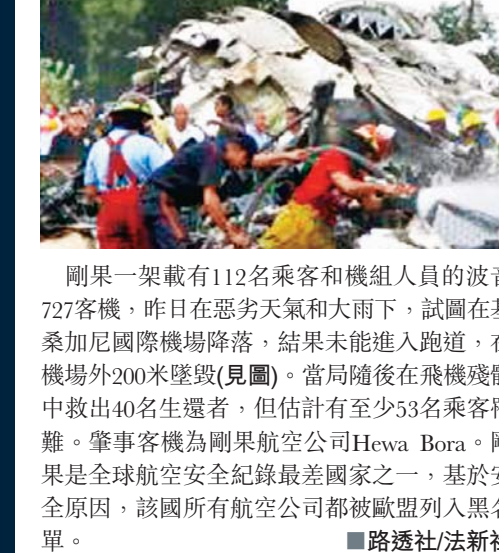 剛果一架載有112名乘客和機組人員的波音
727客機，昨日在惡劣天氣和大雨下，試圖在基
桑加尼國際機場降落，結果未能進入跑道，在
機場外200米墜毀(見圖)。當局隨後在飛機殘骸
中救出40名生還者，但估計有至少53名乘客罹
難。肇事客機為剛果航空公司Hewa Bora。剛
果是全球航空安全紀錄最差國家之一，基於安
全原因，該國所有航空公司都被歐盟列入黑名
單。 ■路透社/法新社